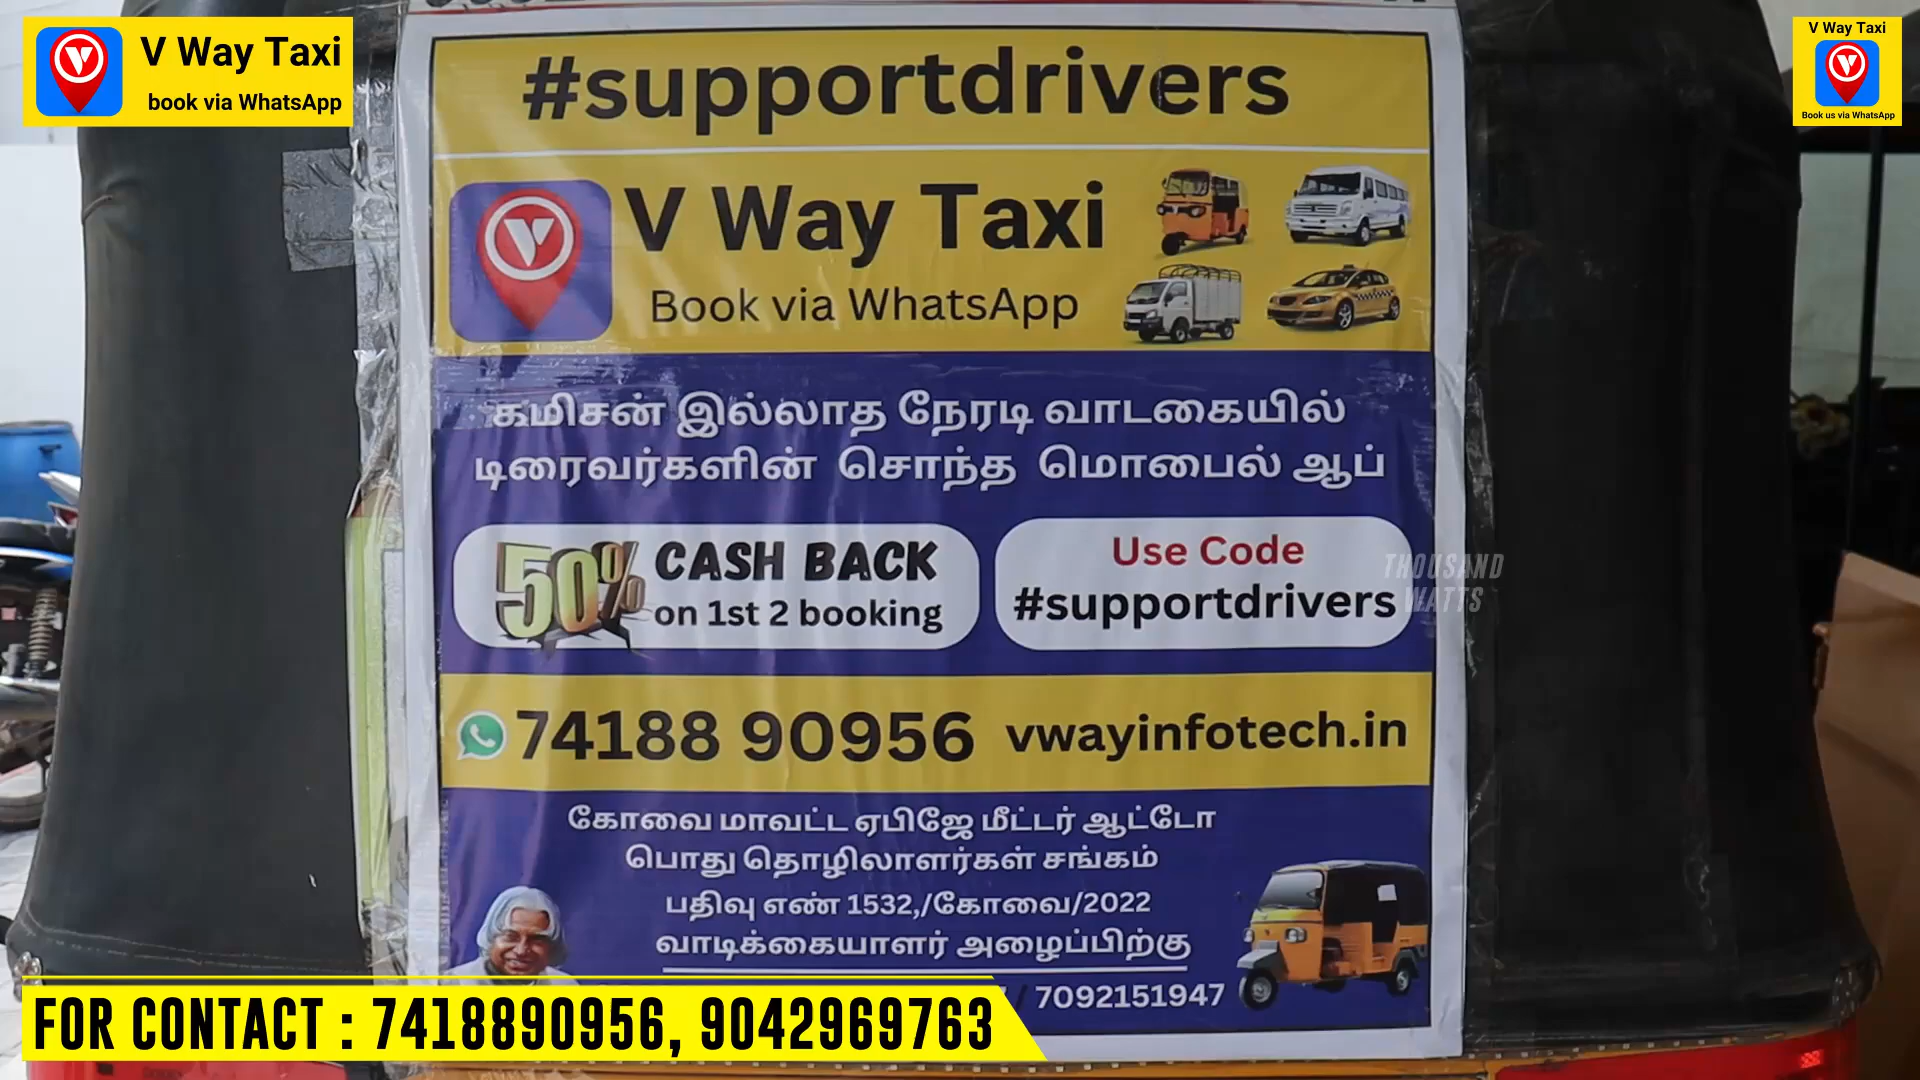 V Way Taxi
book via WhatsApp
V Way Taxi
Book us via WhatsApp
#supportdrivers
V Way Taxi
Book via WhatsApp
கமிசன் இல்லாத நேரடி வாடகையில்
டிரைவர்களின் சொந்த மொபைல் ஆப்
50% CASH BACK
on 1st 2 booking
Use Code
#supportdrivers
THOUSAND
WATTS
74188 90956 vwayinfotech.in
கோவை மாவட்ட ஏபிஜே மீட்டர் ஆட்டோ
பொது தொழிலாளர்கள் சங்கம்
பதிவு எண் 1532,/கோவை/2022
வாடிக்கையாளர் அழைப்பிற்கு
/ 7092151947
FOR CONTACT : 7418890956, 9042969763